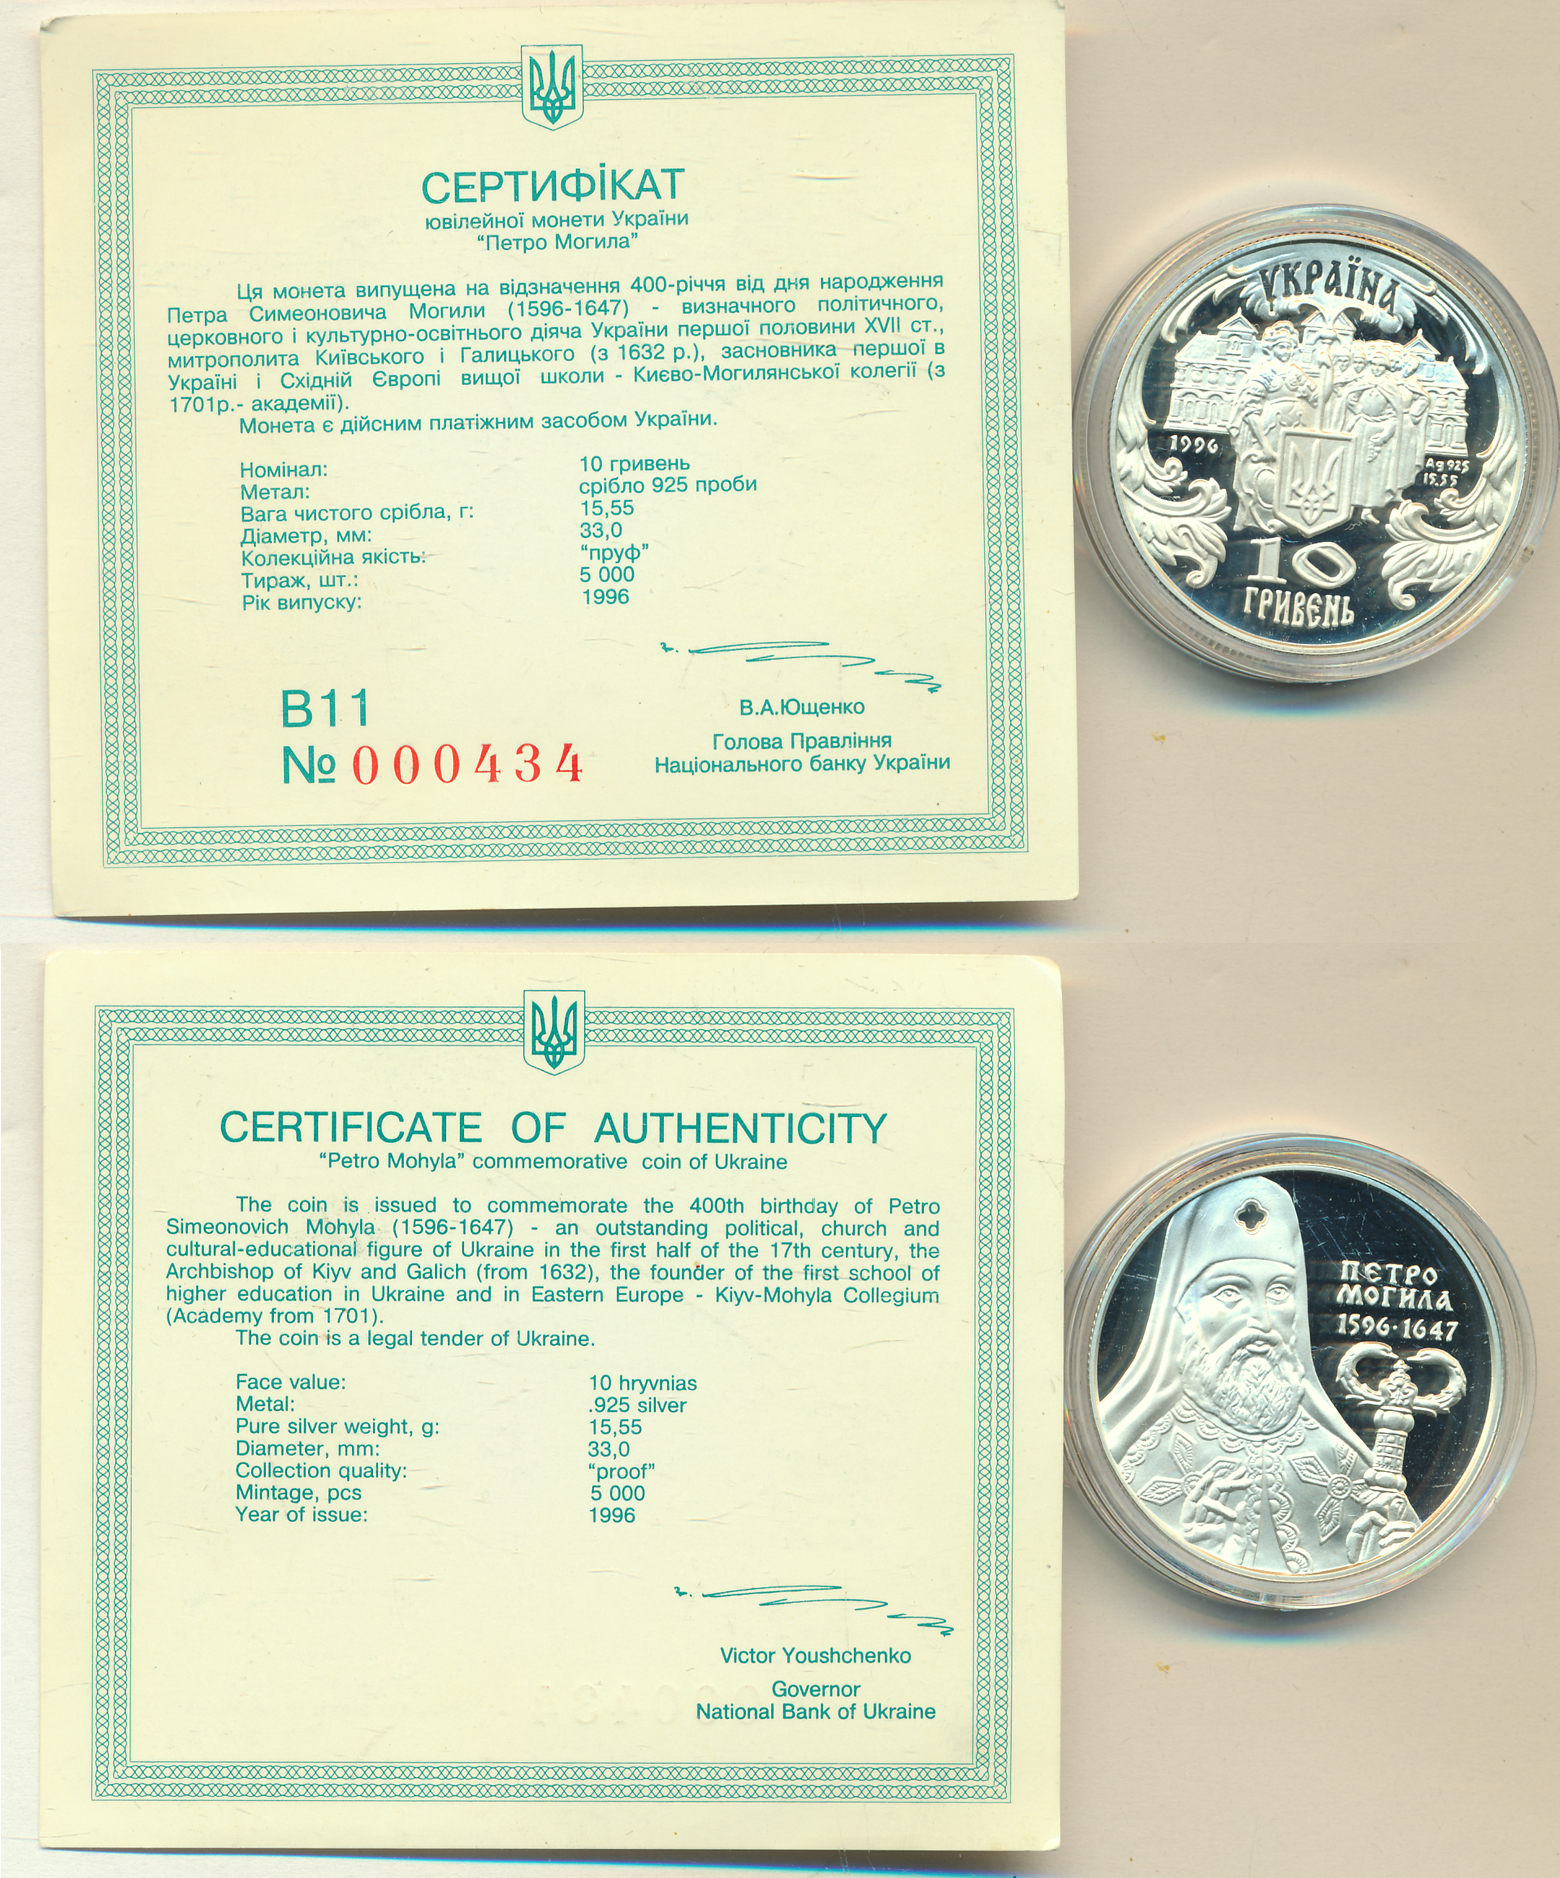 СЕРТИФіКАТ
ювілейної монети України
“Петро Могила”
Ця монета випущена на відзначення 400-річчя від дня народження
Петра Симеоновича Могили (1596-1647) - визначного політичного,
церковного і культурно-освітнього діяча України першої половини XVII ст.,
митрополита Київського і Галицького (з 1632 р.), засновника першої в
Україні і Східній Європі вищої школи - Києво-Могилянської колегії (з
1701р.- академії).
Монета є дійсним платіжним засобом України.
Номінал: 10 гривень
Метал: срібло 925 проби
Вага чистого срібла, г: 15,55
Діаметр, мм: 33,0
Колекційна якість: “пруф”
Тираж, шт.: 5 000
Рік випуску: 1996
В.А.Ющенко
Голова Правління
Національного банку України
В11
№ 000434
УКРАЇНА
1996
Ag 925
15,55
10
ГРИВЕНЬ
CERTIFICATE OF AUTHENTICITY
“Petro Mohyla” commemorative coin of Ukraine
The coin is issued to commemorate the 400th birthday of Petro
Simeonovich Mohyla (1596-1647) - an outstanding political, church and
cultural-educational figure of Ukraine in the first half of the 17th century, the
Archbishop of Kiyv and Galich (from 1632), the founder of the first school of
higher education in Ukraine and in Eastern Europe - Kiyv-Mohyla Collegium
(Academy from 1701).
The coin is a legal tender of Ukraine.
Face value: 10 hryvnias
Metal: .925 silver
Pure silver weight, g: 15,55
Diameter, mm: 33,0
Collection quality: “proof”
Mintage, pcs 5 000
Year of issue: 1996
Victor Youshchenko
Governor
National Bank of Ukraine
ПЕТРО
МОГИЛА
1596·1647